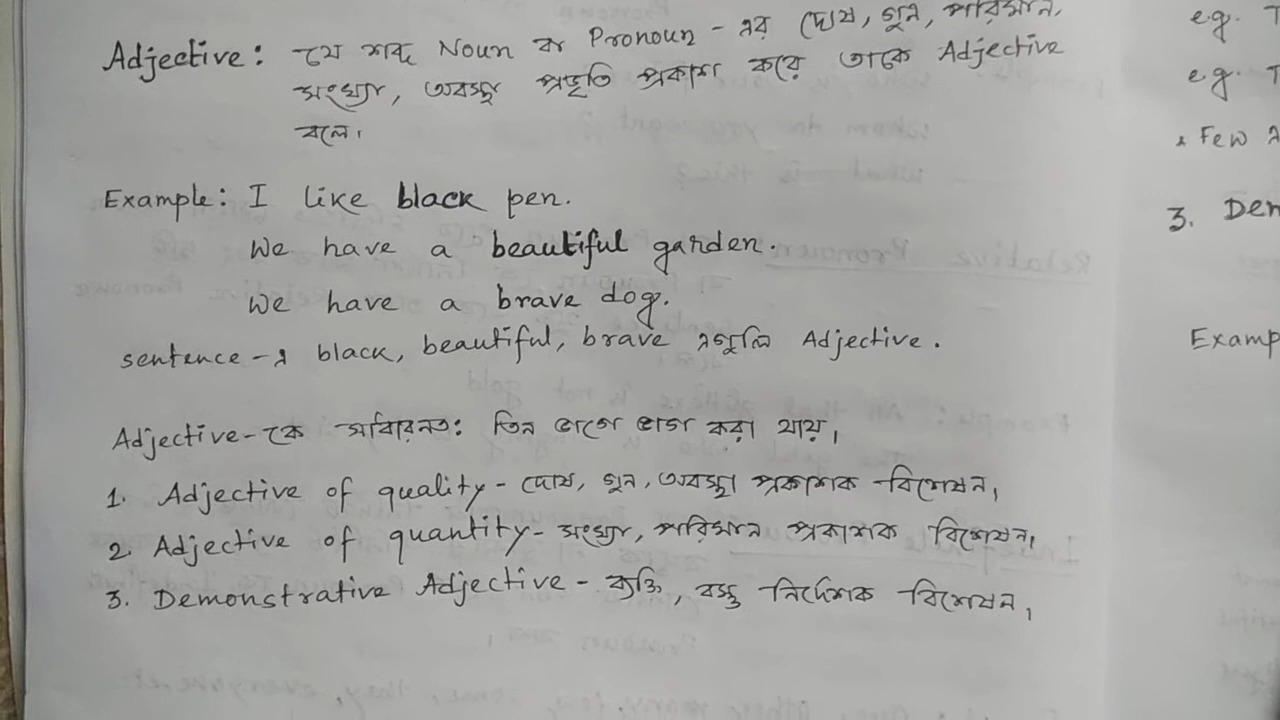 Adjective: যে শব্দ Noun বা Pronoun - এর দোষ, গুন, পরিমান,
সংখ্যা, অবস্থা প্রভৃতি প্রকাশ করে তাকে Adjective
বলে।
Example: I like black pen.
We have a beautiful garden.
We have a brave dog.
sentence-এ black, beautiful, brave এগুলি Adjective.
Adjective-কে সাধারনত: তিন ভাগে ভাগ করা যায়।
1. Adjective of quality - দোষ, গুন, অবস্থা প্রকাশক বিশেষন।
2. Adjective of quantity - সংখ্যা, পরিমান প্রকাশক বিশেষন।
3. Demonstrative Adjective - ব্যক্তি, বস্তু নির্দেশক বিশেষন।
eg. T
eg. T
* Few এ
3. Dem
Examp